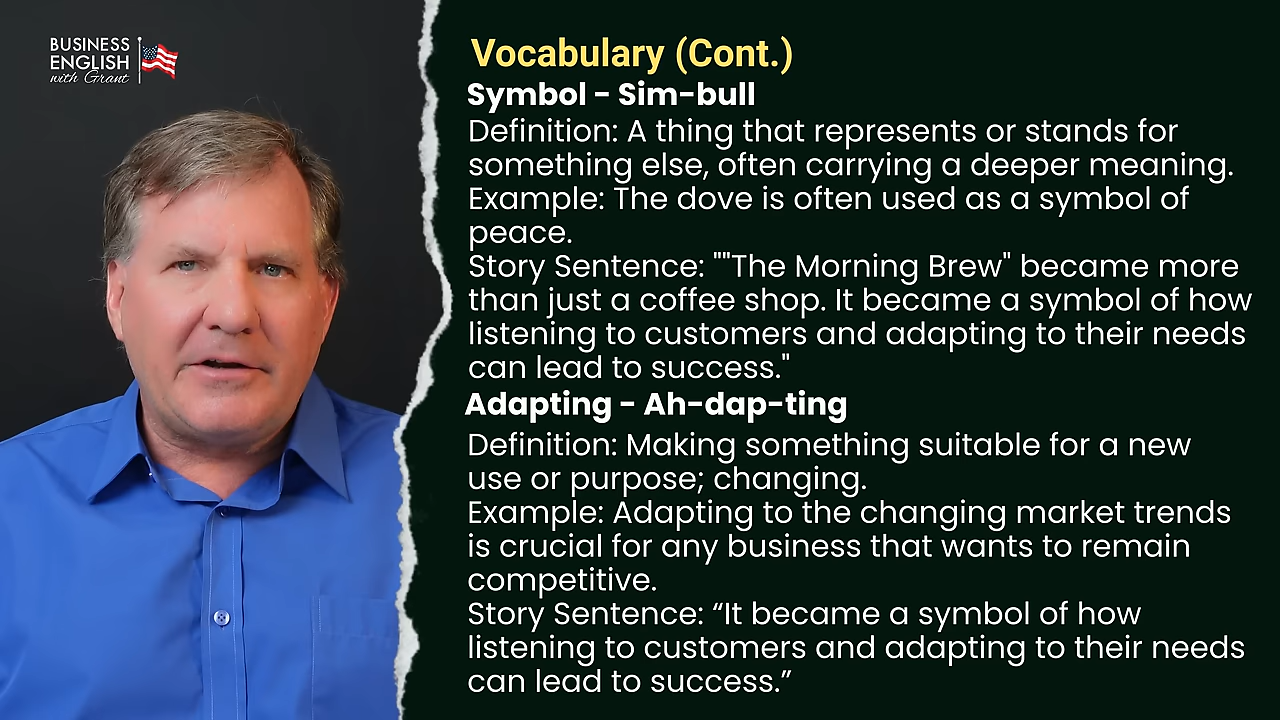 BUSINESS
ENGLISH
with Grant
Vocabulary (Cont.)
Symbol - Sim-bull
Definition: A thing that represents or stands for
something else, often carrying a deeper meaning.
Example: The dove is often used as a symbol of
peace.
Story Sentence: ""The Morning Brew" became more
than just a coffee shop. It became a symbol of how
listening to customers and adapting to their needs
can lead to success."
Adapting - Ah-dap-ting
Definition: Making something suitable for a new
use or purpose; changing.
Example: Adapting to the changing market trends
is crucial for any business that wants to remain
competitive.
Story Sentence: “It became a symbol of how
listening to customers and adapting to their needs
can lead to success.”